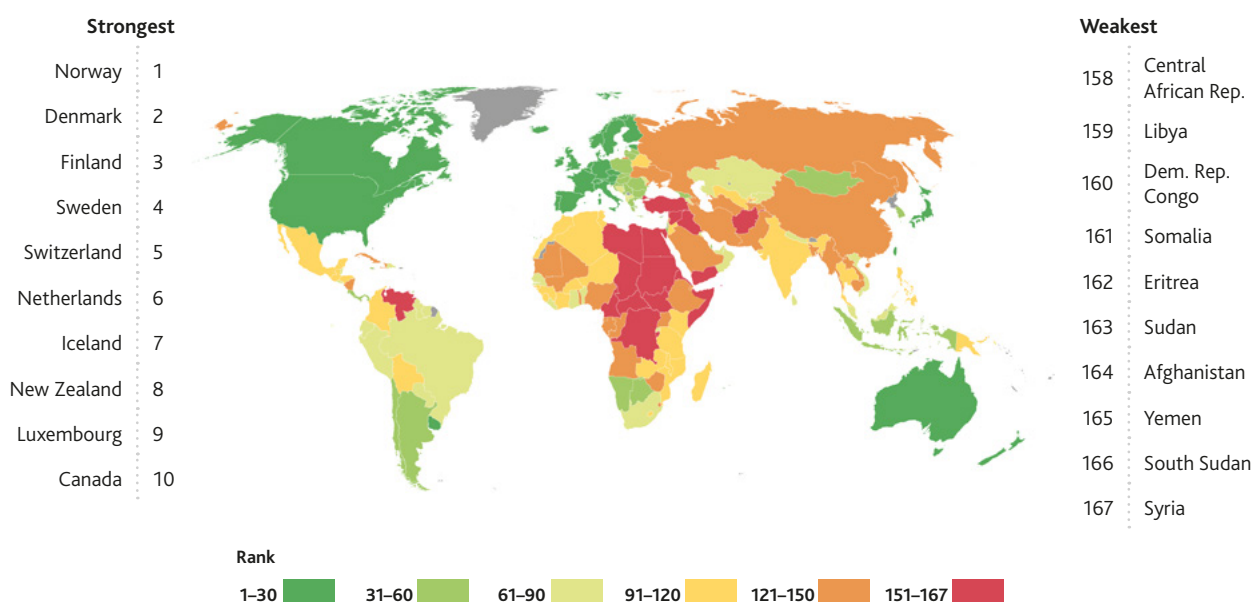 Strongest
Norway 1
Denmark 2
Finland 3
Sweden 4
Switzerland 5
Netherlands 6
Iceland 7
New Zealand 8
Luxembourg 9
Canada 10
Weakest
158 Central
African Rep.
159 Libya
160 Dem. Rep.
Congo
161 Somalia
162 Eritrea
163 Sudan
164 Afghanistan
165 Yemen
166 South Sudan
167 Syria
Rank
1–30 31–60 61–90 91–120 121–150 151–167